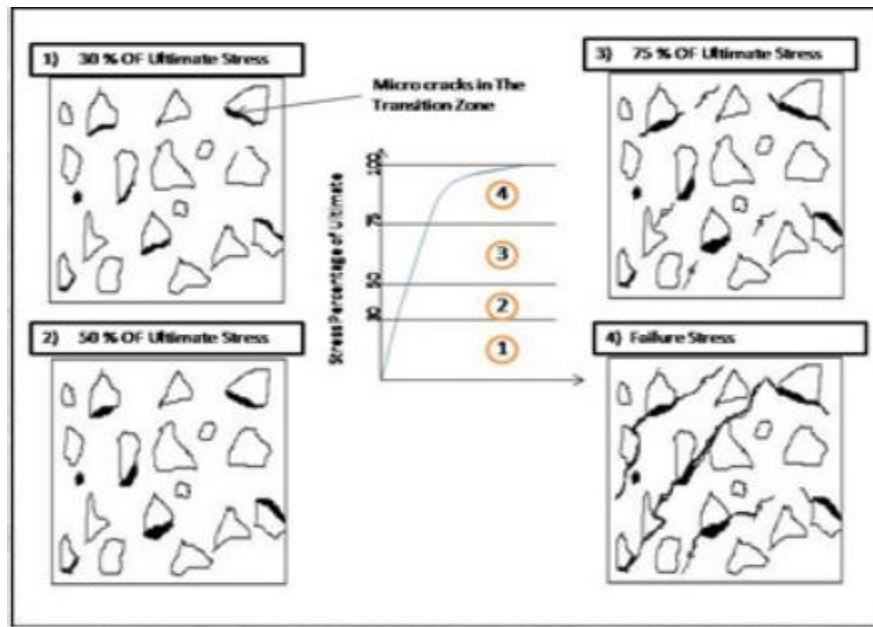 1) 30 % OF Ultimate Stress
Micro cracks in The
Transition Zone
3) 75 % OF Ultimate Stress
Stress Percentage of Ultimate
100
75
50
30
4
3
2
1
2) 50 % OF Ultimate Stress
4) Failure Stress